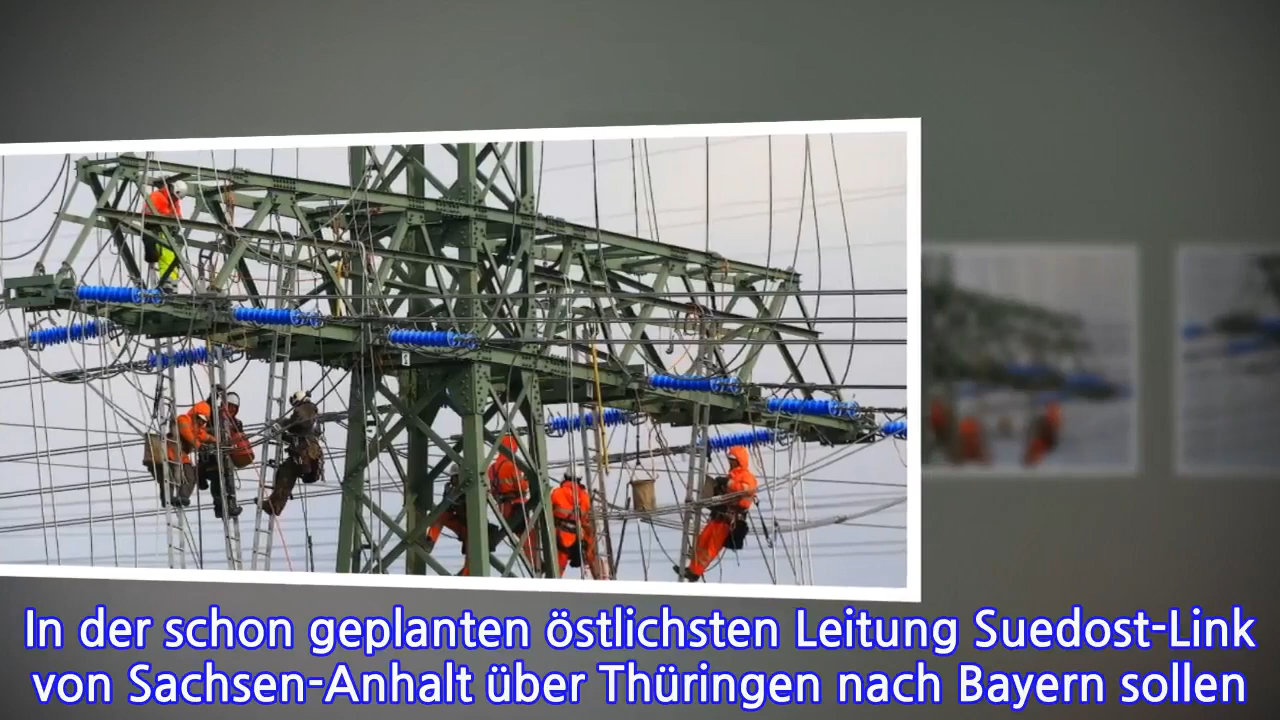 In der schon geplanten östlichsten Leitung Suedost-Link
von Sachsen-Anhalt über Thüringen nach Bayern sollen